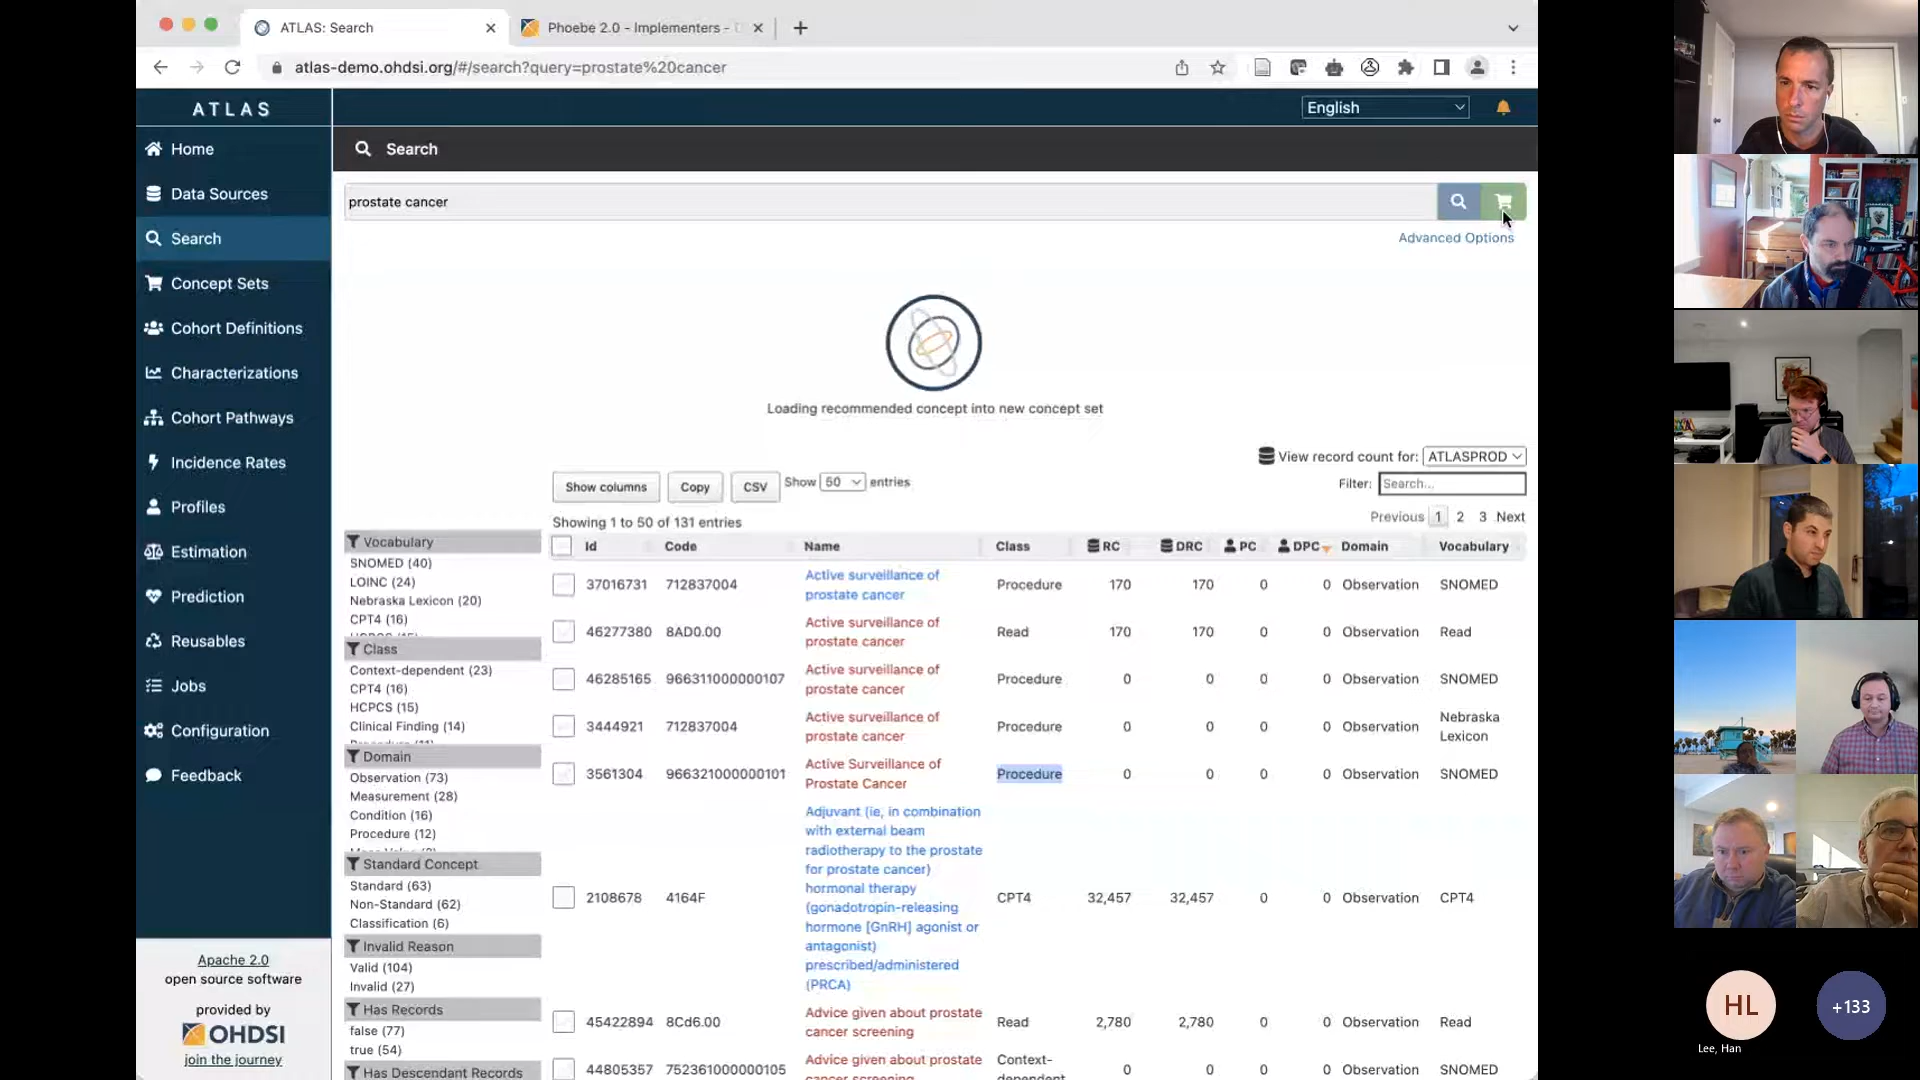 ATLAS: Search
Phoebe 2.0 - Implementers -
atlas-demo.ohdsi.org/#/search?query=prostate%20cancer
ATLAS
English
Home
Data Sources
Search
Concept Sets
Cohort Definitions
Characterizations
Cohort Pathways
Incidence Rates
Profiles
Estimation
Prediction
Reusables
Jobs
Configuration
Feedback
Apache 2.0
open source software
provided by
OHDSI
join the journey
Search
prostate cancer
Advanced Options
Loading recommended concept into new concept set
View record count for: ATLASPROD
Show columns Copy CSV Show 50 entries
Filter: Search...
Showing 1 to 50 of 131 entries
Previous 1 2 3 Next
Vocabulary
SNOMED (40)
LOINC (24)
Nebraska Lexicon (20)
CPT4 (16)
HCPCS (15)
Class
Context-dependent (23)
CPT4 (16)
HCPCS (15)
Clinical Finding (14)
Procedure (11)
Domain
Observation (73)
Measurement (28)
Condition (16)
Procedure (12)
Standard Concept
Standard (63)
Non-Standard (62)
Classification (6)
Invalid Reason
Valid (104)
Invalid (27)
Has Records
false (77)
true (54)
Has Descendant Records
Id Code Name Class RC DRC PC DPC Domain Vocabulary
37016731 712837004 Active surveillance of
prostate cancer Procedure 170 170 0 0 Observation SNOMED
46277380 8AD0.00 Active surveillance of
prostate cancer Read 170 170 0 0 Observation Read
46285165 966311000000107 Active surveillance of
prostate cancer Procedure 0 0 0 0 Observation SNOMED
3444921 712837004 Active surveillance of
prostate cancer Procedure 0 0 0 0 Observation Nebraska
Lexicon
3561304 966321000000101 Active Surveillance of
Prostate Cancer Procedure 0 0 0 0 Observation SNOMED
Adjuvant (ie, in combination
with external beam
radiotherapy to the prostate
for prostate cancer)
hormonal therapy
2108678 4164F (gonadotropin-releasing CPT4 32,457 32,457 0 0 Observation CPT4
hormone [GnRH] agonist or
antagonist)
prescribed/administered
(PRCA)
45422894 8Cd6.00 Advice given about prostate
cancer screening Read 2,780 2,780 0 0 Observation Read
44805357 752361000000105 Advice given about prostate
cancer screening Context-
dependent 0 0 0 0 Observation SNOMED
HL
Lee, Han
+133